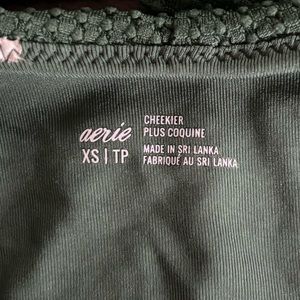 aerie
XS | TP
CHEEKIER
PLUS COQUINE
MADE IN SRI LANKA
FABRIQUÉ AU SRI LANKA